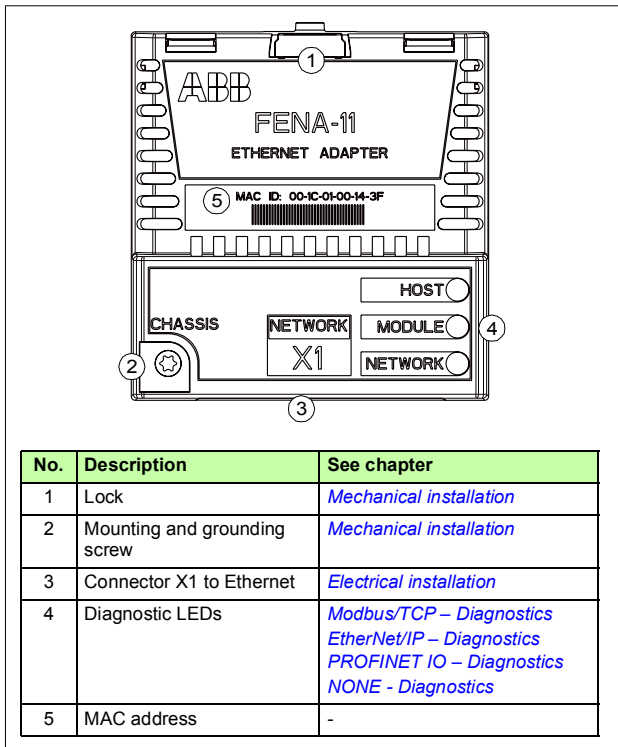 1
ABB
FENA-11
ETHERNET ADAPTER
5 MAC ID: 00-1C-01-00-14-3F
HOST
CHASSIS NETWORK MODULE 4
2 X1 NETWORK
3
No. Description See chapter
1 Lock Mechanical installation
2 Mounting and grounding screw Mechanical installation
3 Connector X1 to Ethernet Electrical installation
4 Diagnostic LEDs Modbus/TCP – Diagnostics
EtherNet/IP – Diagnostics
PROFINET IO – Diagnostics
NONE - Diagnostics
5 MAC address -